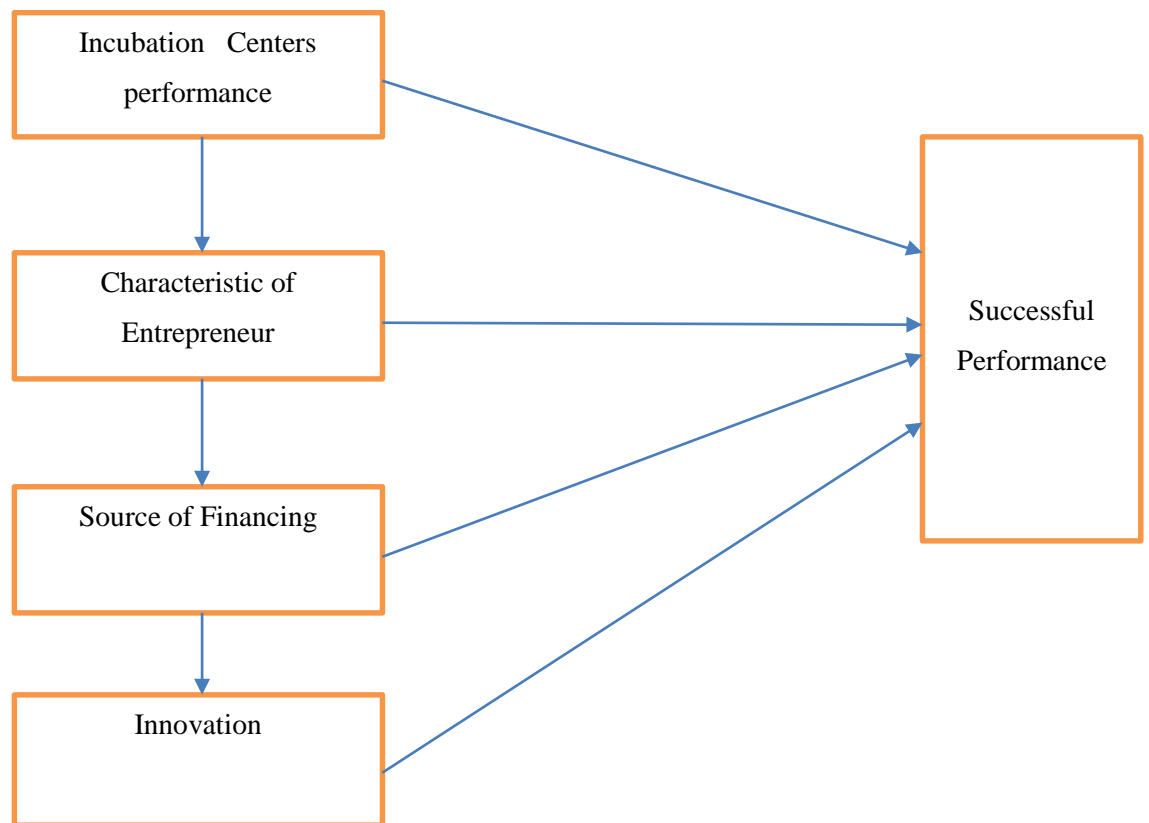 Incubation Centers
performance
Characteristic of
Entrepreneur
Successful
Performance
Source of Financing
Innovation